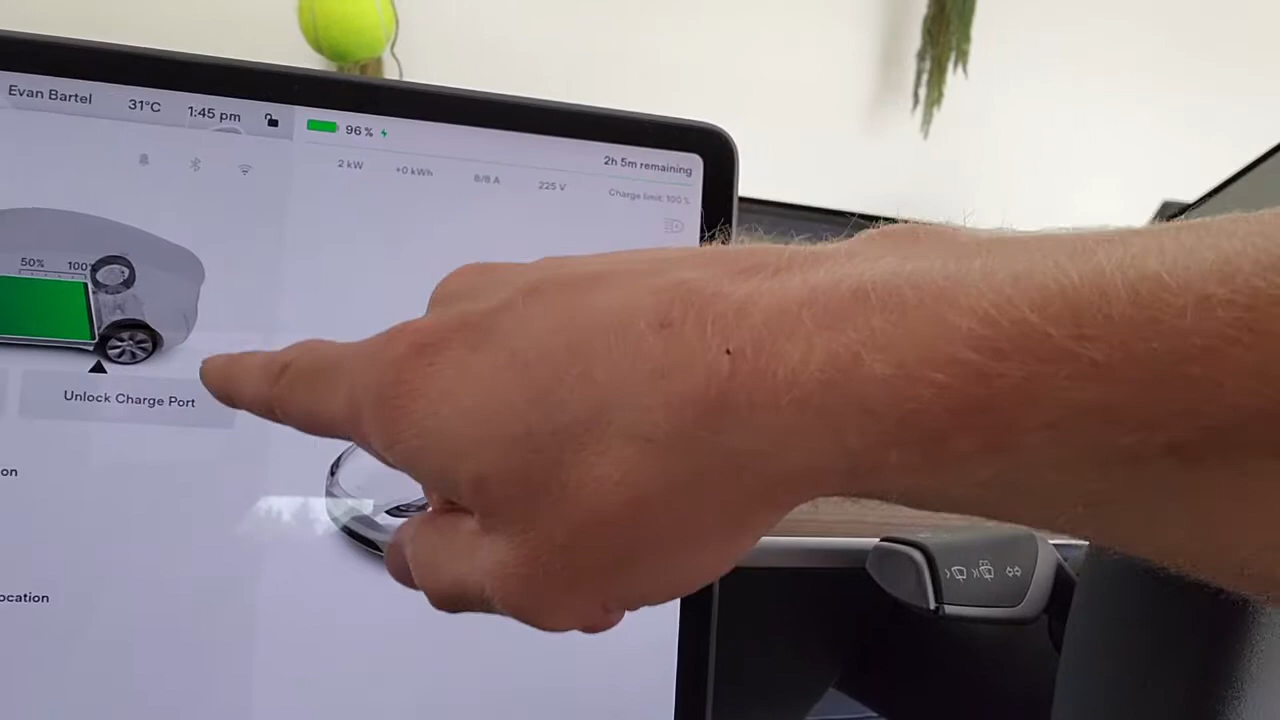 Evan Bartel 31°C 1:45 pm 96%
2h 5m remaining
2 kW +0 kWh 8/8 A 225 V Charge limit: 100 %
50% 100
Unlock Charge Port
on
ocation